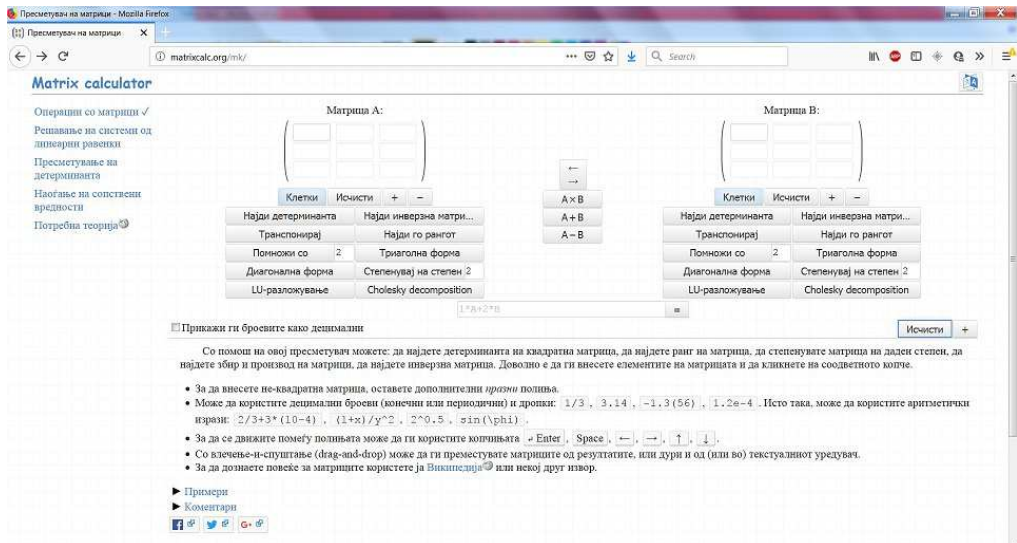 Пресметувач на матрици - Mozilla Firefox
Пресметувач на матрици ×
matrixcalc.org/mk/
Search
Matrix calculator
Операции со матрици ✓
Решавање на системи од
линеарни равенки
Пресметување на
детерминанта
Наоѓање на сопствени
вредности
Потребна теорија
Матрица A:
Клетки Исчисти + −
Најди детерминанта Најди инверзна матри...
Транспонирај Најди го рангот
Помножи со 2 Триаголна форма
Диагонална форма Степенувај на степен 2
LU-разложување Cholesky decomposition
←
→
A×B
A+B
A−B
Матрица B:
Клетки Исчисти + −
Најди детерминанта Најди инверзна матри...
Транспонирај Најди го рангот
Помножи со 2 Триаголна форма
Диагонална форма Степенувај на степен 2
LU-разложување Cholesky decomposition
1*A+2*B =
Прикажи ги броевите како децимални
Исчисти +
Со помош на овој пресметувач можете: да најдете детерминанта на квадратна матрица, да најдете ранг на матрица, да степенувате матрица на даден степен, да
најдете збир и производ на матрици, да најдете инверзна матрица. Доволно е да ги внесете елементите на матрицата и да кликнете на соодветното копче.
• За да внесете не-квадратна матрица, оставете дополнителни празни полиња.
• Може да користите децимални броеви (конечни или периодични) и дропки: 1/3, 3.14, -1.3(56), 1.2e-4. Исто така, може да користите аритметички
изрази: 2/3+3*(10-4), (1+x)/y^2, 2^0.5, sin(\phi).
• За да се движите помеѓу полињата може да ги користите копчињата ↲ Enter, Space, ←, →, ↑, ↓.
• Со влечење-и-спуштање (drag-and-drop) може да ги преместувате матриците од резултатите, или дури и од (или во) текстуалниот уредувач.
• За да дознаете повеќе за матриците користете ја Википедија или некој друг извор.
▶ Примери
▶ Коментари
G+